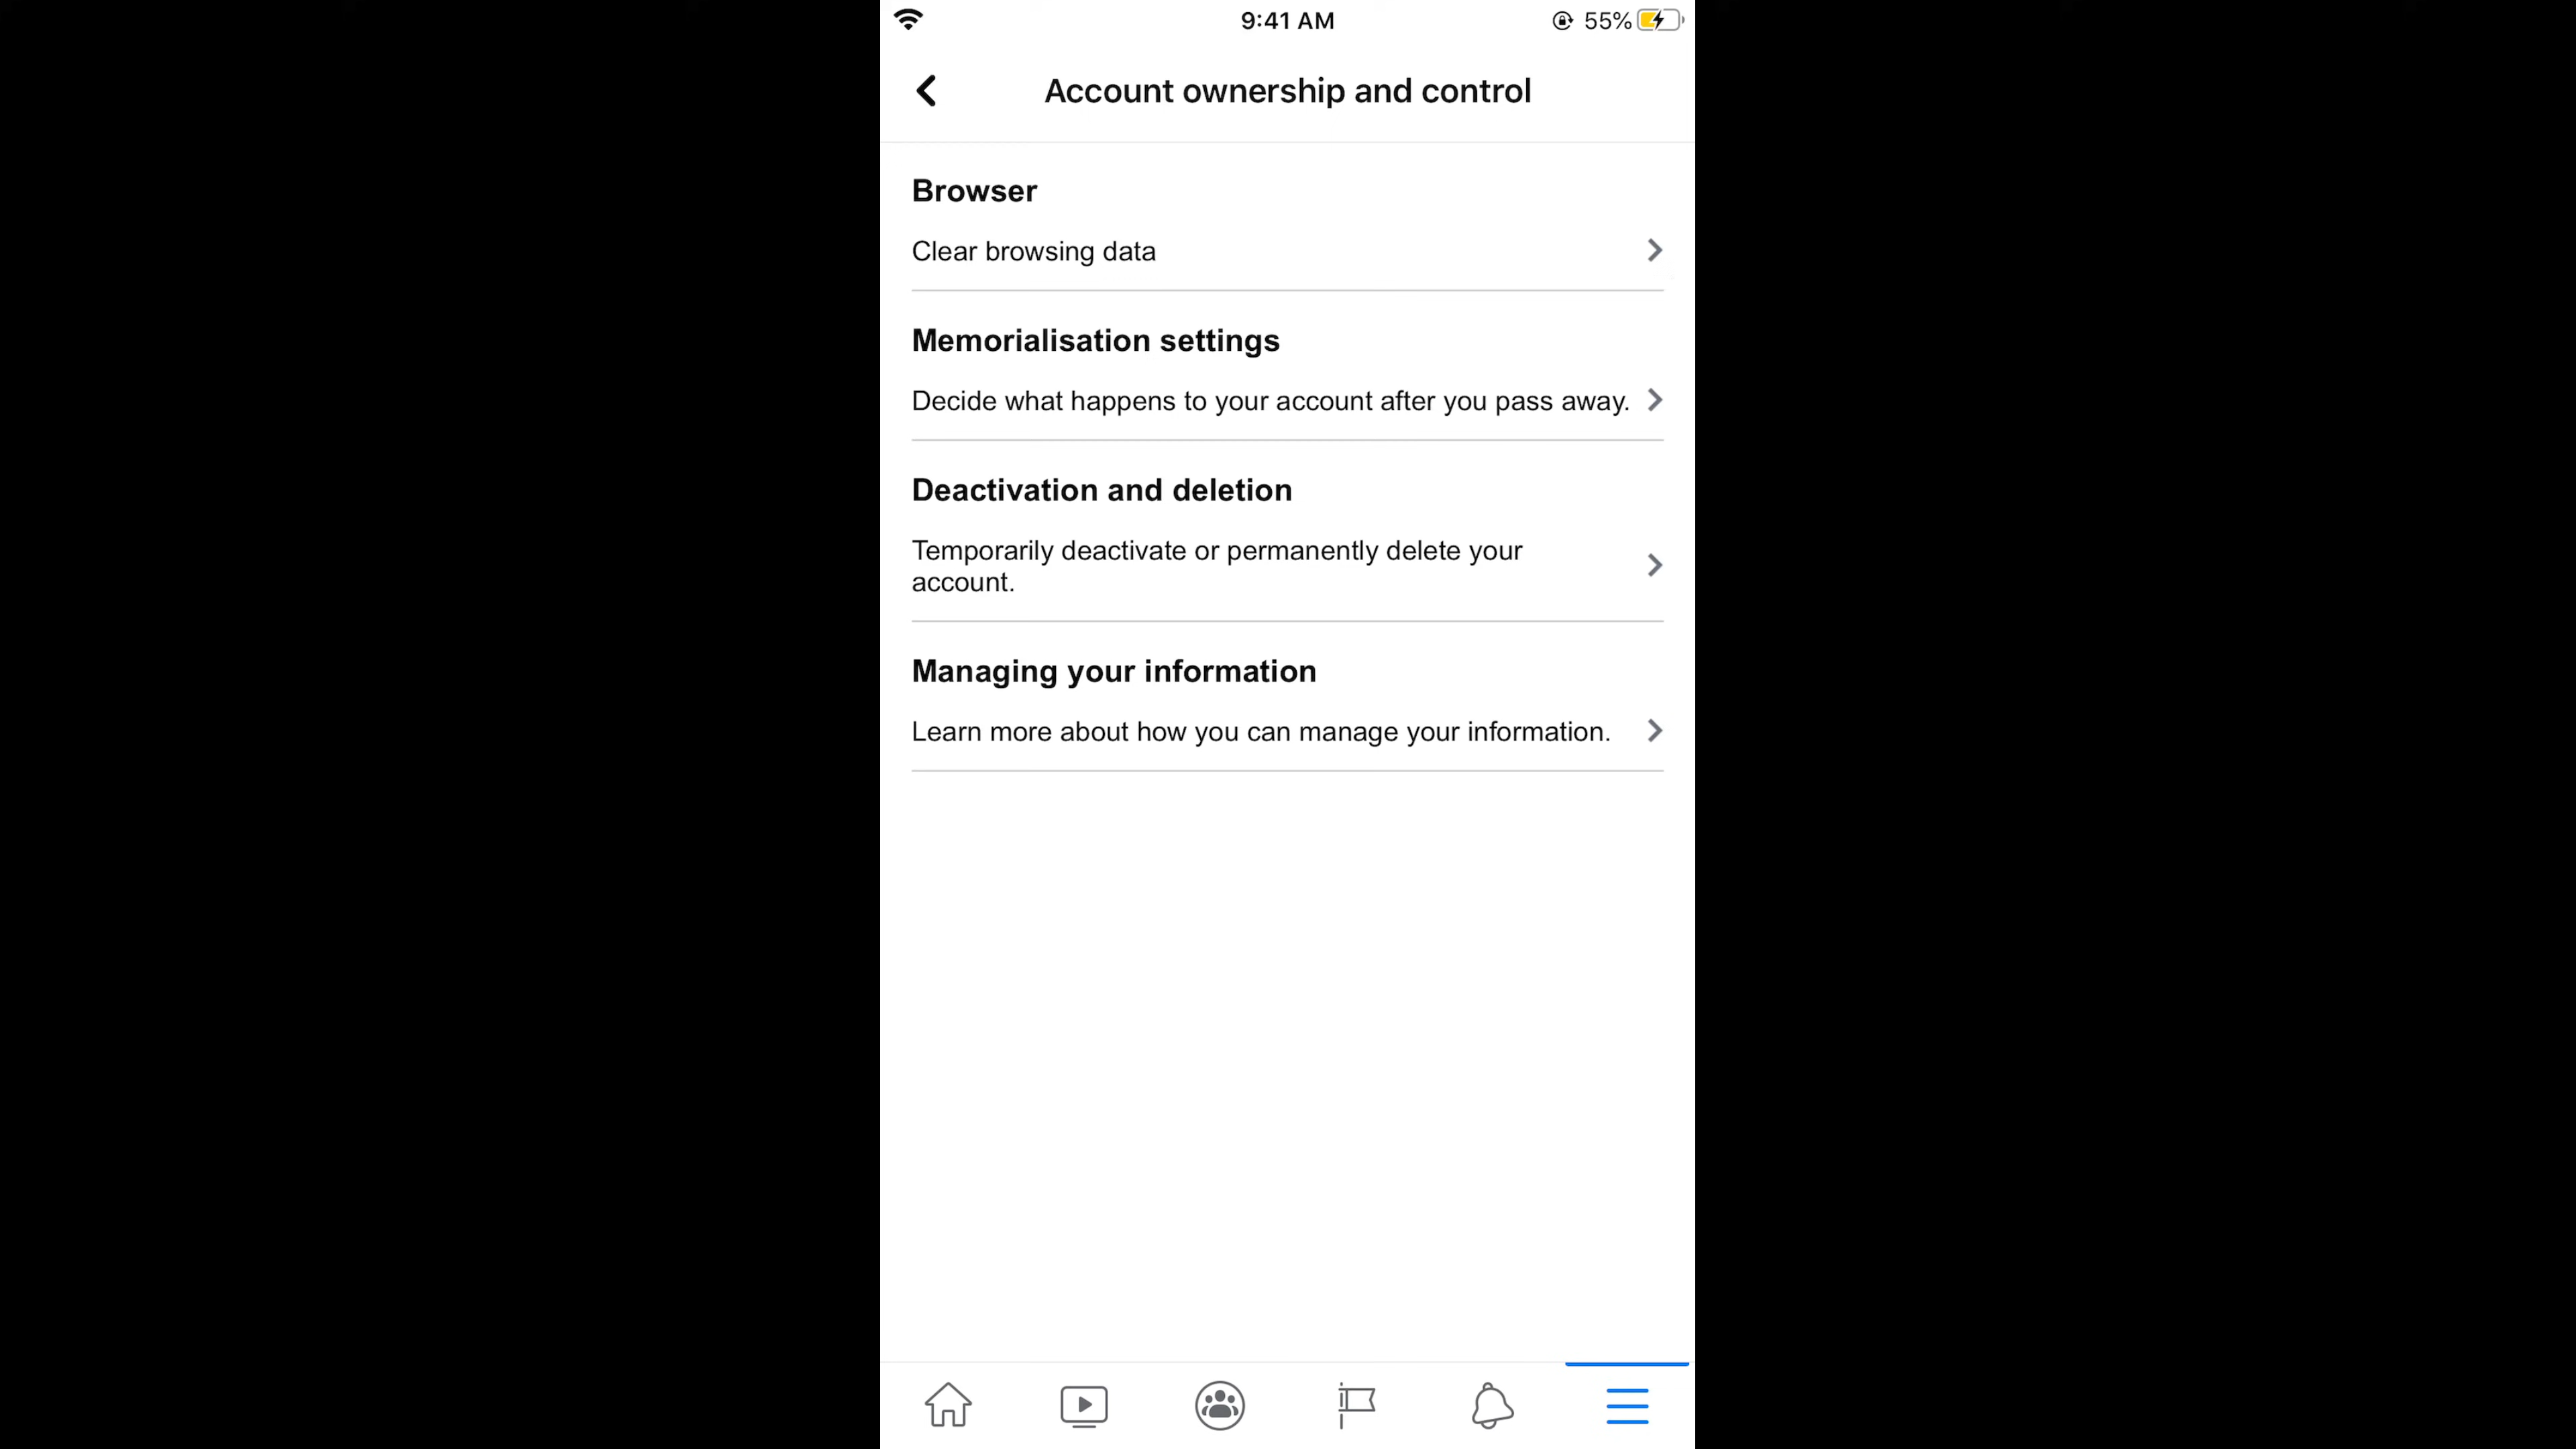 9:41 AM
55%
Account ownership and control
Browser
Clear browsing data
Memorialisation settings
Decide what happens to your account after you pass away.
Deactivation and deletion
Temporarily deactivate or permanently delete your
account.
Managing your information
Learn more about how you can manage your information.